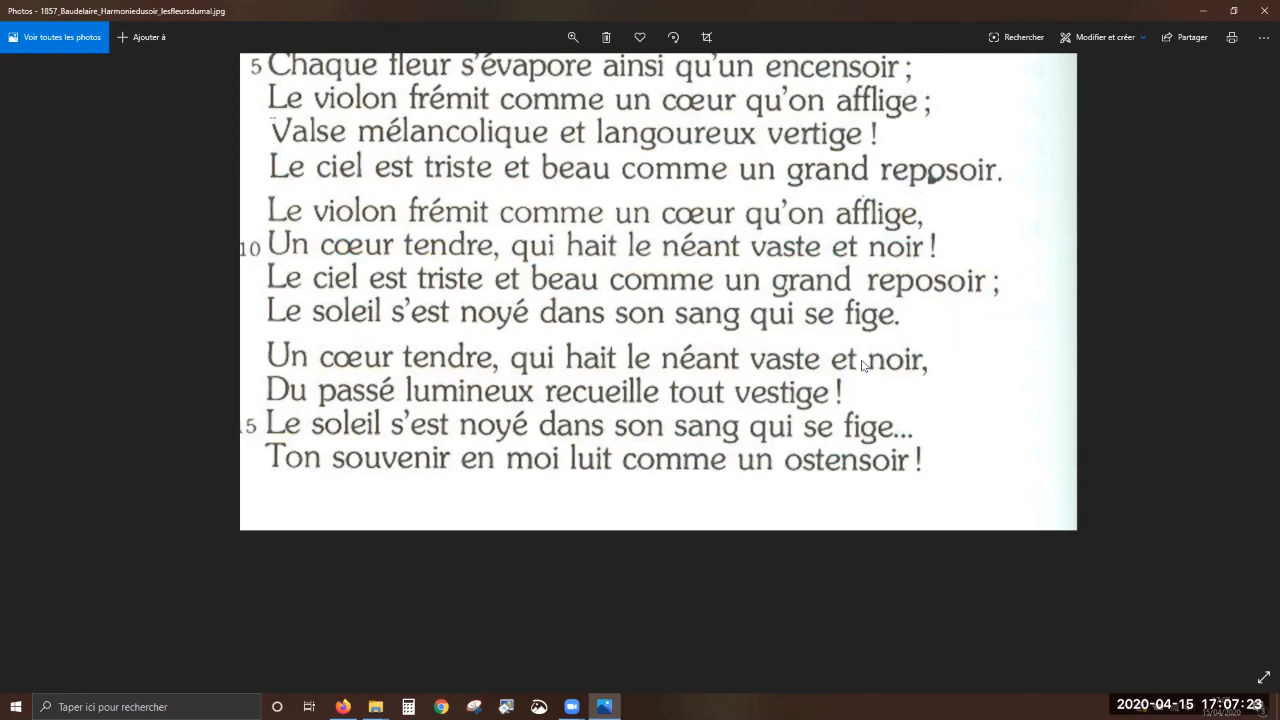 Photos - 1857_Baudelaire_Harmoniedusoir_lesfleursdumal.jpg
Voir toutes les photos
Ajouter à
Rechercher
Modifier et créer
Partager
5 Chaque fleur s'évapore ainsi qu'un encensoir ;
Le violon frémit comme un cœur qu'on afflige ;
Valse mélancolique et langoureux vertige !
Le ciel est triste et beau comme un grand reposoir.
Le violon frémit comme un cœur qu'on afflige,
10 Un cœur tendre, qui hait le néant vaste et noir !
Le ciel est triste et beau comme un grand reposoir ;
Le soleil s'est noyé dans son sang qui se fige.
Un cœur tendre, qui hait le néant vaste et noir,
Du passé lumineux recueille tout vestige !
5 Le soleil s'est noyé dans son sang qui se fige...
Ton souvenir en moi luit comme un ostensoir !
Taper ici pour rechercher
2020-04-15 17:07:23
15/04/2020